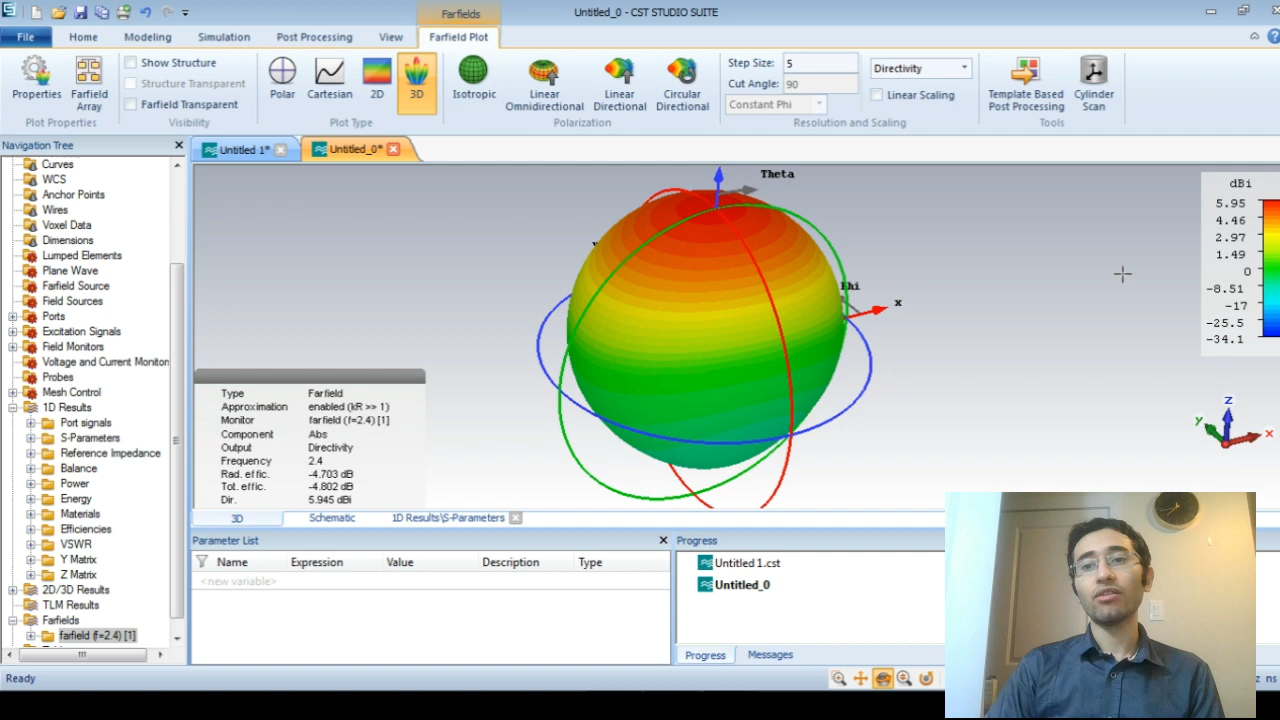 Farfields
Untitled_0 - CST STUDIO SUITE
File Home Modeling Simulation Post Processing View Farfield Plot
Properties
Farfield Array
Plot Properties
Show Structure
Structure Transparent
Farfield Transparent
Visibility
Polar Cartesian 2D 3D
Plot Type
Isotropic
Linear Omnidirectional
Linear Directional
Circular Directional
Polarization
Step Size: 5
Cut Angle: 90
Constant Phi
Directivity
Linear Scaling
Resolution and Scaling
Template Based Post Processing
Cylinder Scan
Tools
Navigation Tree
Curves
WCS
Anchor Points
Wires
Voxel Data
Dimensions
Lumped Elements
Plane Wave
Farfield Source
Field Sources
Ports
Excitation Signals
Field Monitors
Voltage and Current Monitor
Probes
Mesh Control
1D Results
Port signals
S-Parameters
Reference Impedance
Balance
Power
Energy
Materials
Efficiencies
VSWR
Y Matrix
Z Matrix
2D/3D Results
TLM Results
Farfields
farfield (f=2.4) [1]
Untitled 1*
Untitled_0*
Theta
x
dBi
5.95
4.46
2.97
1.49
0
-8.51
-17
-25.5
-34.1
z
y
x
Type Farfield
Approximation enabled (kR >> 1)
Monitor farfield (f=2.4) [1]
Component Abs
Output Directivity
Frequency 2.4
Rad. effic. -4.703 dB
Tot. effic. -4.802 dB
Dir. 5.945 dBi
3D Schematic 1D Results\S-Parameters
Parameter List
Name Expression Value Description Type
<new variable>
Progress
Untitled 1.cst
Untitled_0
Progress Messages
Ready
z ns